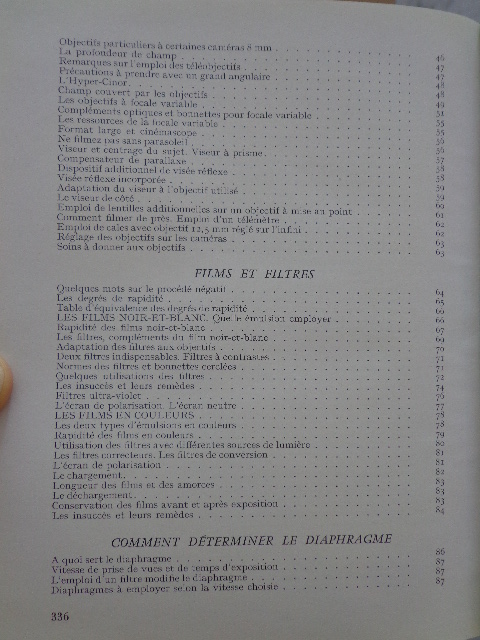 Objectifs particuliers à certaines caméras 8 mm . . . . . . . . . . 46
La profondeur de champ . . . . . . . . . . 47
Remarques sur l'emploi des téléobjectifs . . . . . . . . . . 47
Précautions à prendre avec un grand angulaire . . . . . . . . . . 48
L'Hyper-Cinor . . . . . . . . . . 48
Champ couvert par les objectifs . . . . . . . . . . 49
Les objectifs à focale variable . . . . . . . . . . 51
Compléments optiques et bonnettes pour focale variable . . . . . . . . . . 55
Les ressources de la focale variable . . . . . . . . . . 55
Format large et cinémascope . . . . . . . . . . 56
Ne filmez pas sans parasoleil . . . . . . . . . . 56
Viseur et centrage du sujet. Viseur à prisme . . . . . . . . . . 57
Compensateur de parallaxe . . . . . . . . . . 58
Dispositif additionnel de visée réflexe . . . . . . . . . . 58
Visée réflexe incorporée . . . . . . . . . . 59
Adaptation du viseur à l'objectif utilisé . . . . . . . . . . 59
Le viseur de côté . . . . . . . . . . 60
Emploi de lentilles additionnelles sur un objectif à mise au point . . . . . . . . . . 61
Comment filmer de près. Emploi d'un télémètre . . . . . . . . . . 62
Emploi de cales avec objectif 12,5 mm réglé sur l'infini . . . . . . . . . . 62
Réglage des objectifs sur les caméras . . . . . . . . . . 63
Soins à donner aux objectifs . . . . . . . . . . 63
FILMS ET FILTRES
Quelques mots sur le procédé négatif . . . . . . . . . . 64
Les degrés de rapidité . . . . . . . . . . 65
Table d'équivalence des degrés de rapidité . . . . . . . . . . 66
LES FILMS NOIR-ET-BLANC. Quelle émulsion employer . . . . . . . . . . 66
Rapidité des films noir-et-blanc . . . . . . . . . . 67
Les filtres, compléments du film noir-et-blanc . . . . . . . . . . 69
Adaptation des filtres aux objectifs . . . . . . . . . . 70
Deux filtres indispensables. Filtres à contrastes . . . . . . . . . . 71
Normes des filtres et bonnettes cerclées . . . . . . . . . . 71
Quelques utilisations des filtres . . . . . . . . . . 72
Les insuccès et leurs remèdes . . . . . . . . . . 74
Filtres ultra-violet . . . . . . . . . . 76
L'écran de polarisation. L'écran neutre . . . . . . . . . . 77
LES FILMS EN COULEURS . . . . . . . . . . 78
Les deux types d'émulsions en couleurs . . . . . . . . . . 78
Rapidité des films en couleurs . . . . . . . . . . 79
Utilisation des filtres avec différentes sources de lumière . . . . . . . . . . 80
Les filtres correcteurs. Les filtres de conversion . . . . . . . . . . 81
L'écran de polarisation . . . . . . . . . . 81
Le chargement . . . . . . . . . . 82
Longueur des films et des amorces . . . . . . . . . . 83
Le déchargement . . . . . . . . . . 83
Conservation des films avant et après exposition . . . . . . . . . . 83
Les insuccès et leurs remèdes . . . . . . . . . . 84
COMMENT DÉTERMINER LE DIAPHRAGME
A quoi sert le diaphragme . . . . . . . . . . 86
Vitesse de prise de vues et de temps d'exposition . . . . . . . . . . 87
L'emploi d'un filtre modifie le diaphragme . . . . . . . . . . 87
Diaphragmes à employer selon la vitesse choisie . . . . . . . . . . 87
336